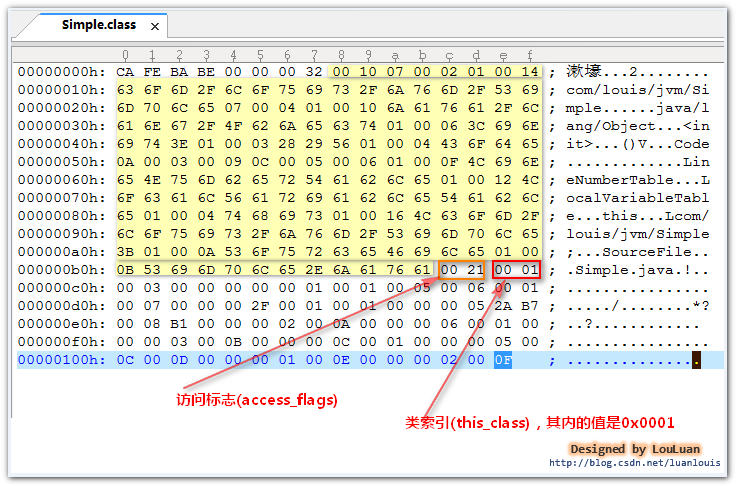 Simple.class ×
0 1 2 3 4 5 6 7 8 9 a b c d e f
00000000h: CA FE BA BE 00 00 00 32 00 10 07 00 02 01 00 14 ; 漱壕...2........
00000010h: 63 6F 6D 2F 6C 6F 75 69 73 2F 6A 76 6D 2F 53 69 ; com/louis/jvm/Si
00000020h: 6D 70 6C 65 07 00 04 01 00 10 6A 61 76 61 2F 6C ; mple......java/l
00000030h: 61 6E 67 2F 4F 62 6A 65 63 74 01 00 06 3C 69 6E ; ang/Object...<in
00000040h: 69 74 3E 01 00 03 28 29 56 01 00 04 43 6F 64 65 ; it>...()V...Code
00000050h: 0A 00 03 00 09 0C 00 05 00 06 01 00 0F 4C 69 6E ; .............Lin
00000060h: 65 4E 75 6D 62 65 72 54 61 62 6C 65 01 00 12 4C ; eNumberTable...L
00000070h: 6F 63 61 6C 56 61 72 69 61 62 6C 65 54 61 62 6C ; ocalVariableTabl
00000080h: 65 01 00 04 74 68 69 73 01 00 16 4C 63 6F 6D 2F ; e...this...Lcom/
00000090h: 6C 6F 75 69 73 2F 6A 76 6D 2F 53 69 6D 70 6C 65 ; louis/jvm/Simple
000000a0h: 3B 01 00 0A 53 6F 75 72 63 65 46 69 6C 65 01 00 ; ;...SourceFile..
000000b0h: 0B 53 69 6D 70 6C 65 2E 6A 61 76 61 00 21 00 01 ; .Simple.java.!..
000000c0h: 00 03 00 00 00 00 00 01 00 01 00 05 00 06 00 01 ; ................
000000d0h: 00 07 00 00 00 2F 00 01 00 01 00 00 00 05 2A B7 ; ...../........*?
000000e0h: 00 08 B1 00 00 00 02 00 0A 00 00 00 06 00 01 00 ; ..?.............
000000f0h: 00 00 03 00 0B 00 00 00 0C 00 01 00 00 00 05 00 ; ................
00000100h: 0C 00 0D 00 00 00 01 00 0E 00 00 00 02 00 0F ; ...............
访问标志(access_flags)
类索引(this_class)，其内的值是0x0001
Designed by LouLuan
http://blog.csdn.net/luanlouis